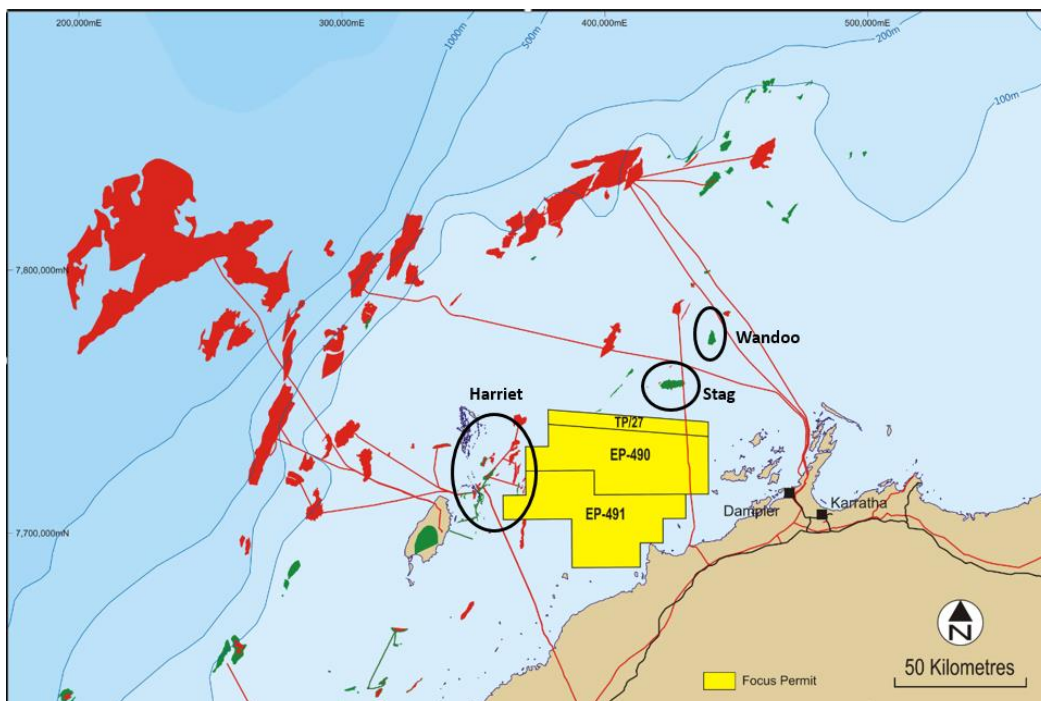 200,000mE
300,000mE
400,000mE
500,000mE
1000m
500m
200m
100m
7,800,000mN
Wandoo
Harriet
Stag
TP/27
EP-490
EP-491
Dampier
Karratha
7,700,000mN
N
50 Kilometres
Focus Permit